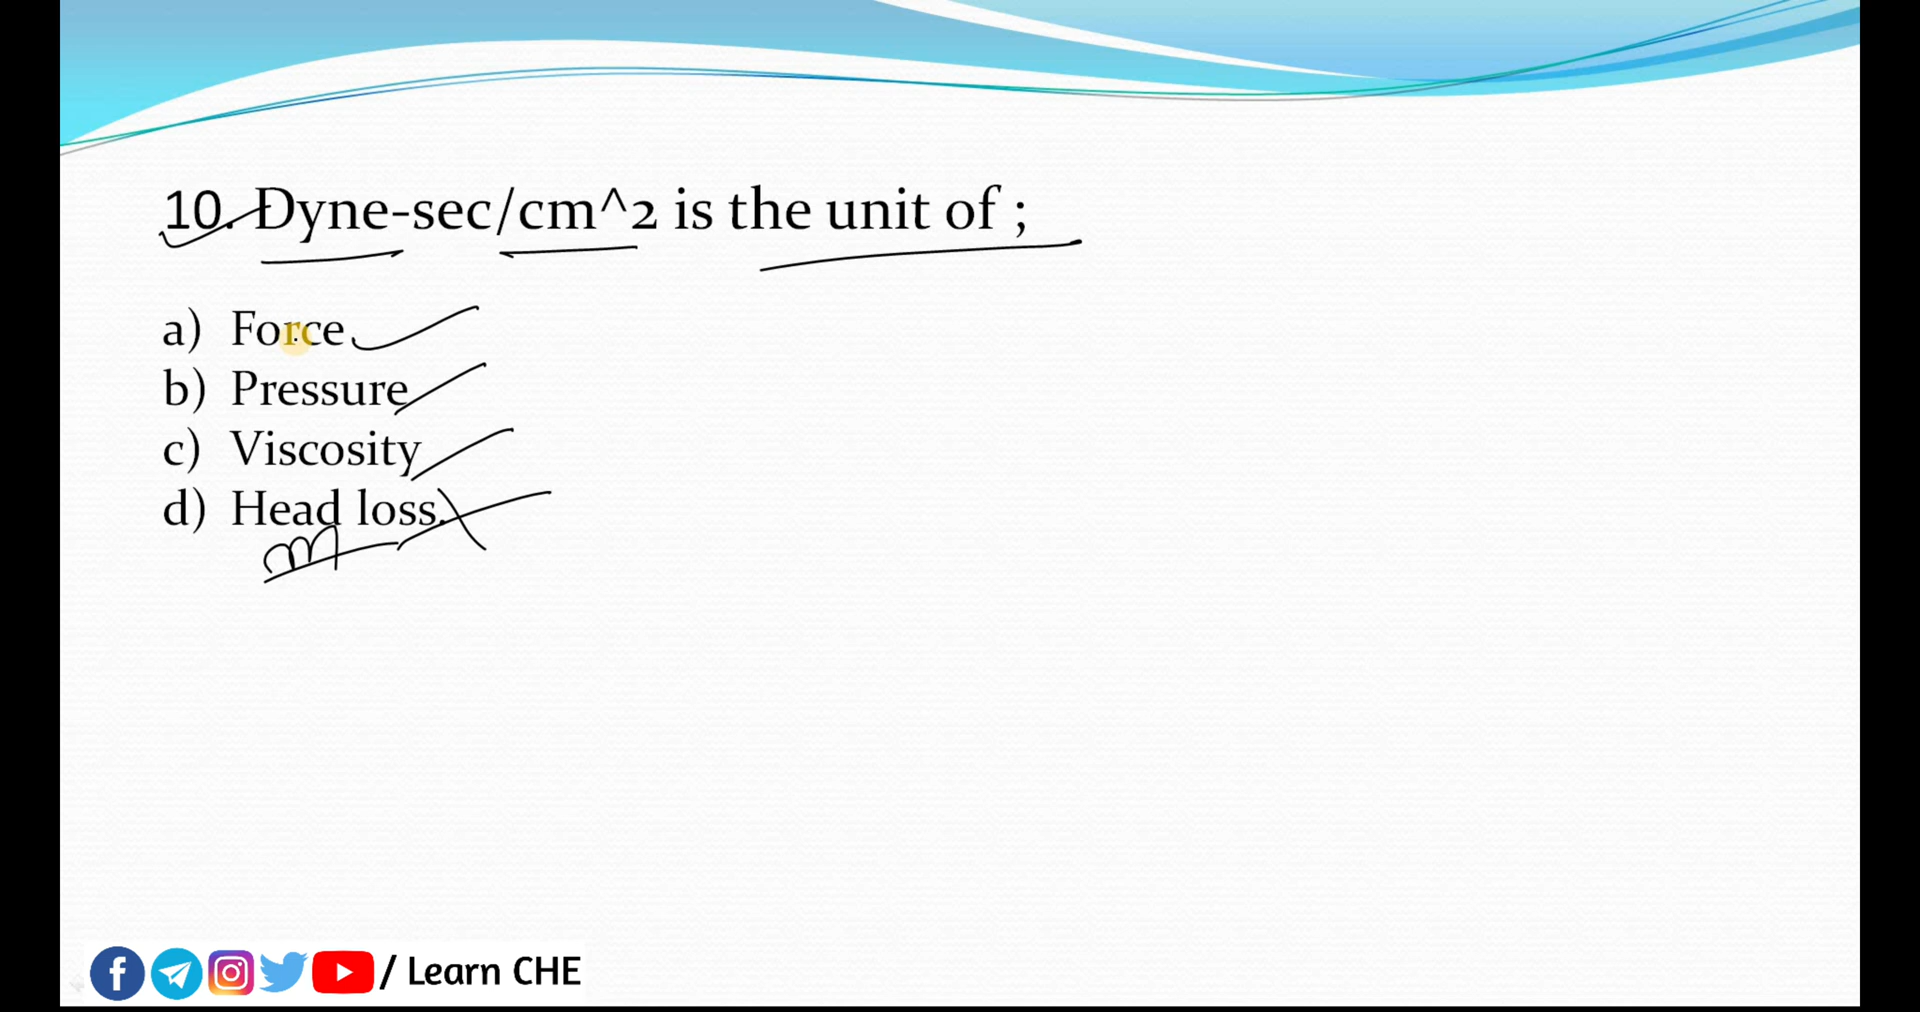 10. Dyne-sec/cm^2 is the unit of ;
a) Force
b) Pressure
c) Viscosity
d) Head loss.
m
/ Learn CHE